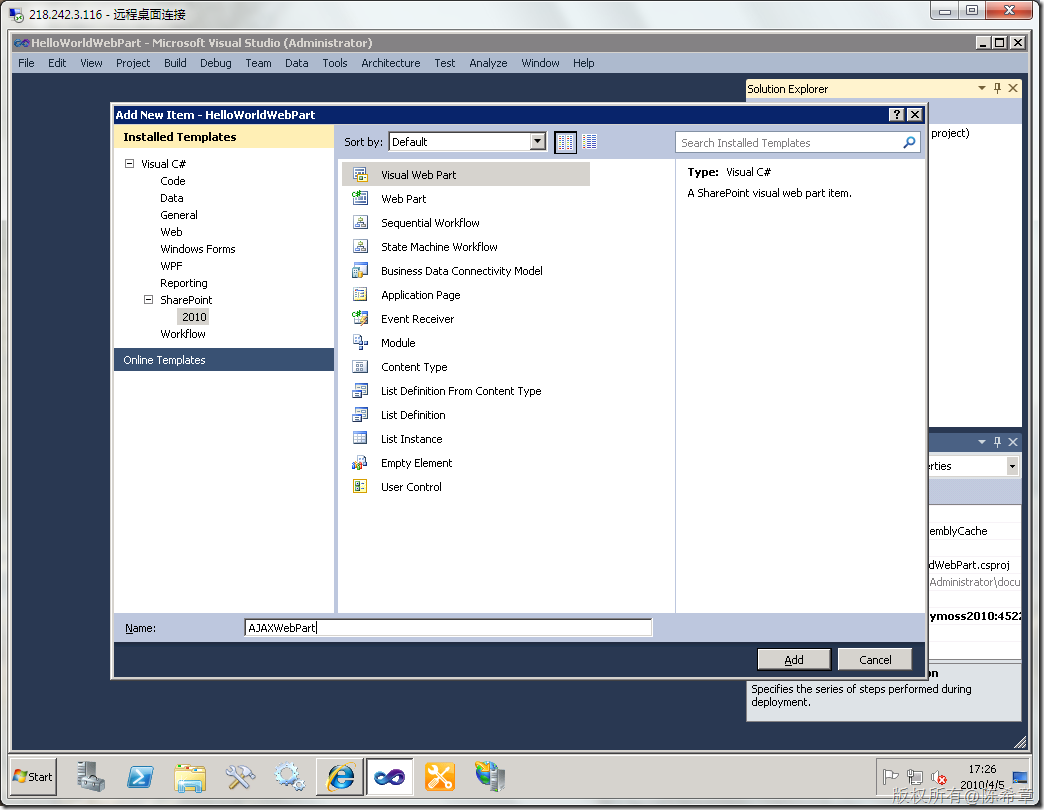 218.242.3.116 - 远程桌面连接
HelloWorldWebPart - Microsoft Visual Studio (Administrator)
File Edit View Project Build Debug Team Data Tools Architecture Test Analyze Window Help
Solution Explorer
project)
Add New Item - HelloWorldWebPart
Installed Templates
Visual C#
Code
Data
General
Web
Windows Forms
WPF
Reporting
SharePoint
2010
Workflow
Online Templates
Sort by: Default
Search Installed Templates
Visual Web Part
Web Part
Sequential Workflow
State Machine Workflow
Business Data Connectivity Model
Application Page
Event Receiver
Module
Content Type
List Definition From Content Type
List Definition
List Instance
Empty Element
User Control
Type: Visual C#
A SharePoint visual web part item.
Name: AJAXWebPart
Add Cancel
erties
emblyCache
dWebPart.csproj
Administrator\docu
ymoss2010:4522
on
Specifies the series of steps performed during
deployment.
Start
17:26
2010/4/5
版权所有@陈希章